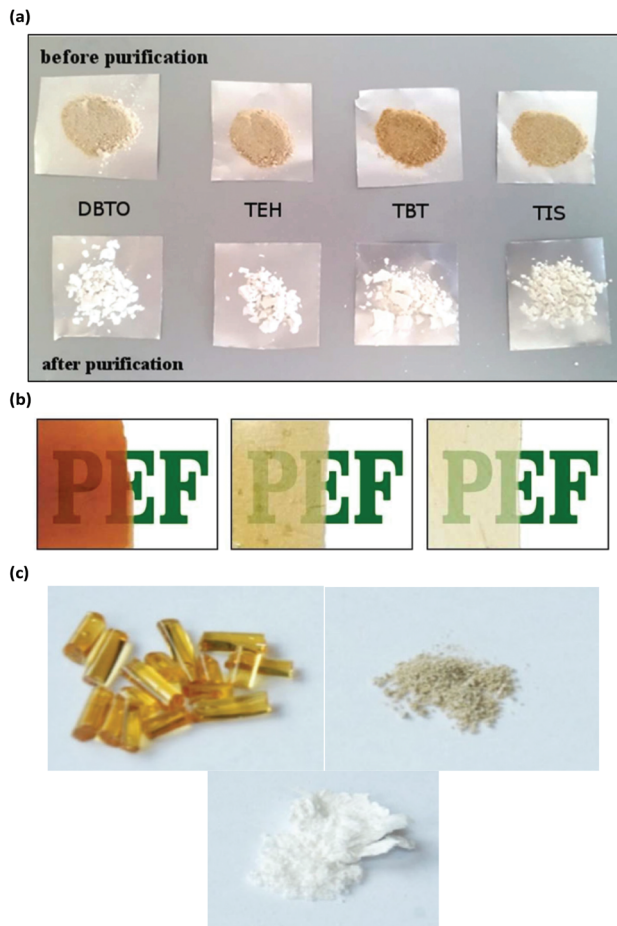 (a)
before purification
DBTO TEH TBT TIS
after purification
(b)
PEF PEF PEF
(c)